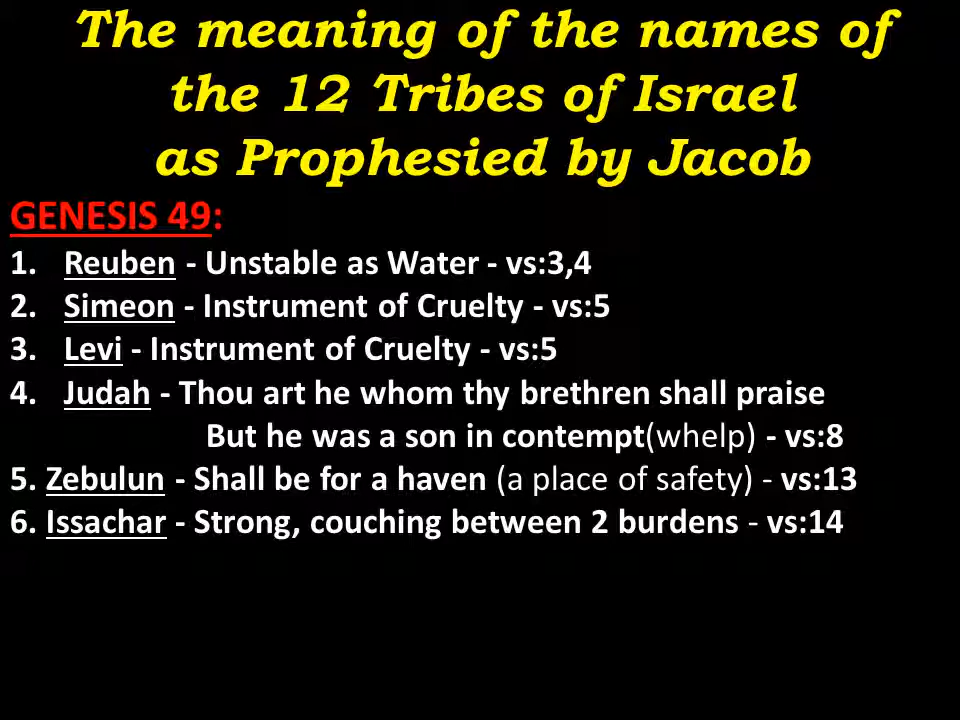 The meaning of the names of
the 12 Tribes of Israel
as Prophesied by Jacob
GENESIS 49:
1. Reuben - Unstable as Water - vs:3,4
2. Simeon - Instrument of Cruelty - vs:5
3. Levi - Instrument of Cruelty - vs:5
4. Judah - Thou art he whom thy brethren shall praise
But he was a son in contempt(whelp) - vs:8
5. Zebulun - Shall be for a haven (a place of safety) - vs:13
6. Issachar - Strong, couching between 2 burdens - vs:14